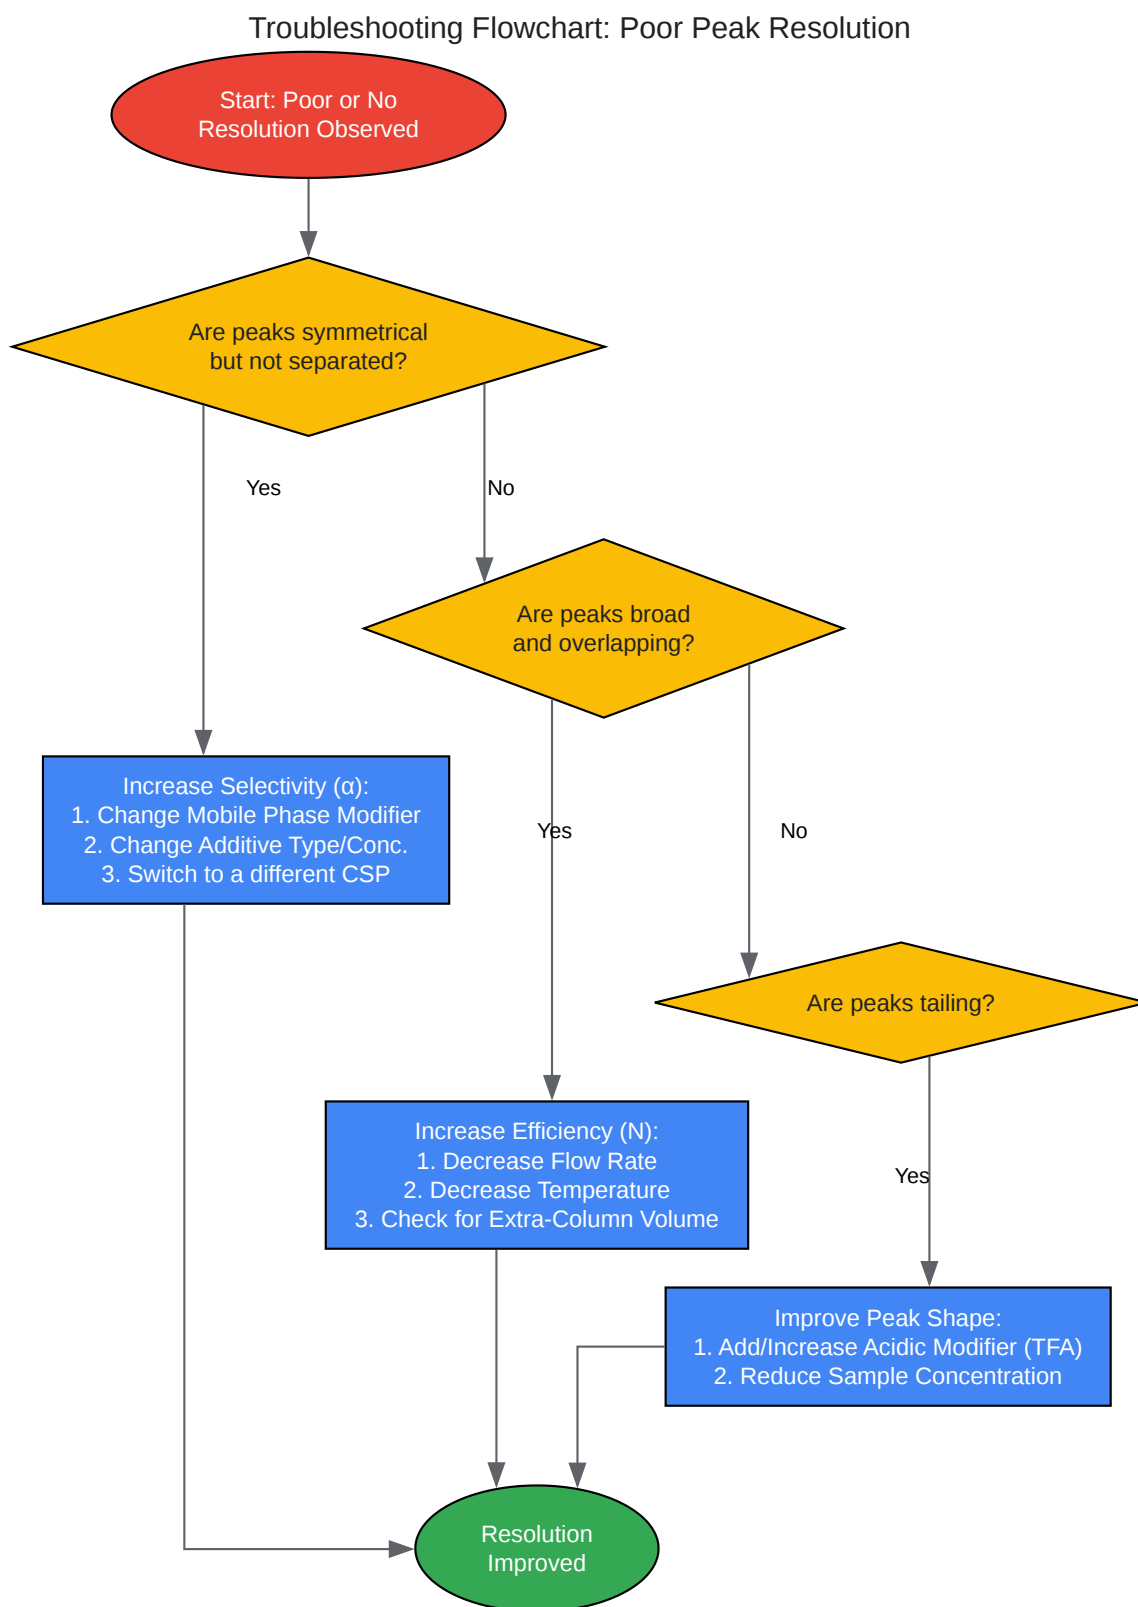 Troubleshooting Flowchart: Poor Peak Resolution
Start: Poor or No
Resolution Observed
Are peaks symmetrical
but not separated?
Yes
No
Are peaks broad
and overlapping?
Increase Selectivity (α):
1. Change Mobile Phase Modifier
2. Change Additive Type/Conc.
3. Switch to a different CSP
Yes
No
Are peaks tailing?
Increase Efficiency (N):
1. Decrease Flow Rate
2. Decrease Temperature
3. Check for Extra-Column Volume
Yes
Improve Peak Shape:
1. Add/Increase Acidic Modifier (TFA)
2. Reduce Sample Concentration
Resolution
Improved